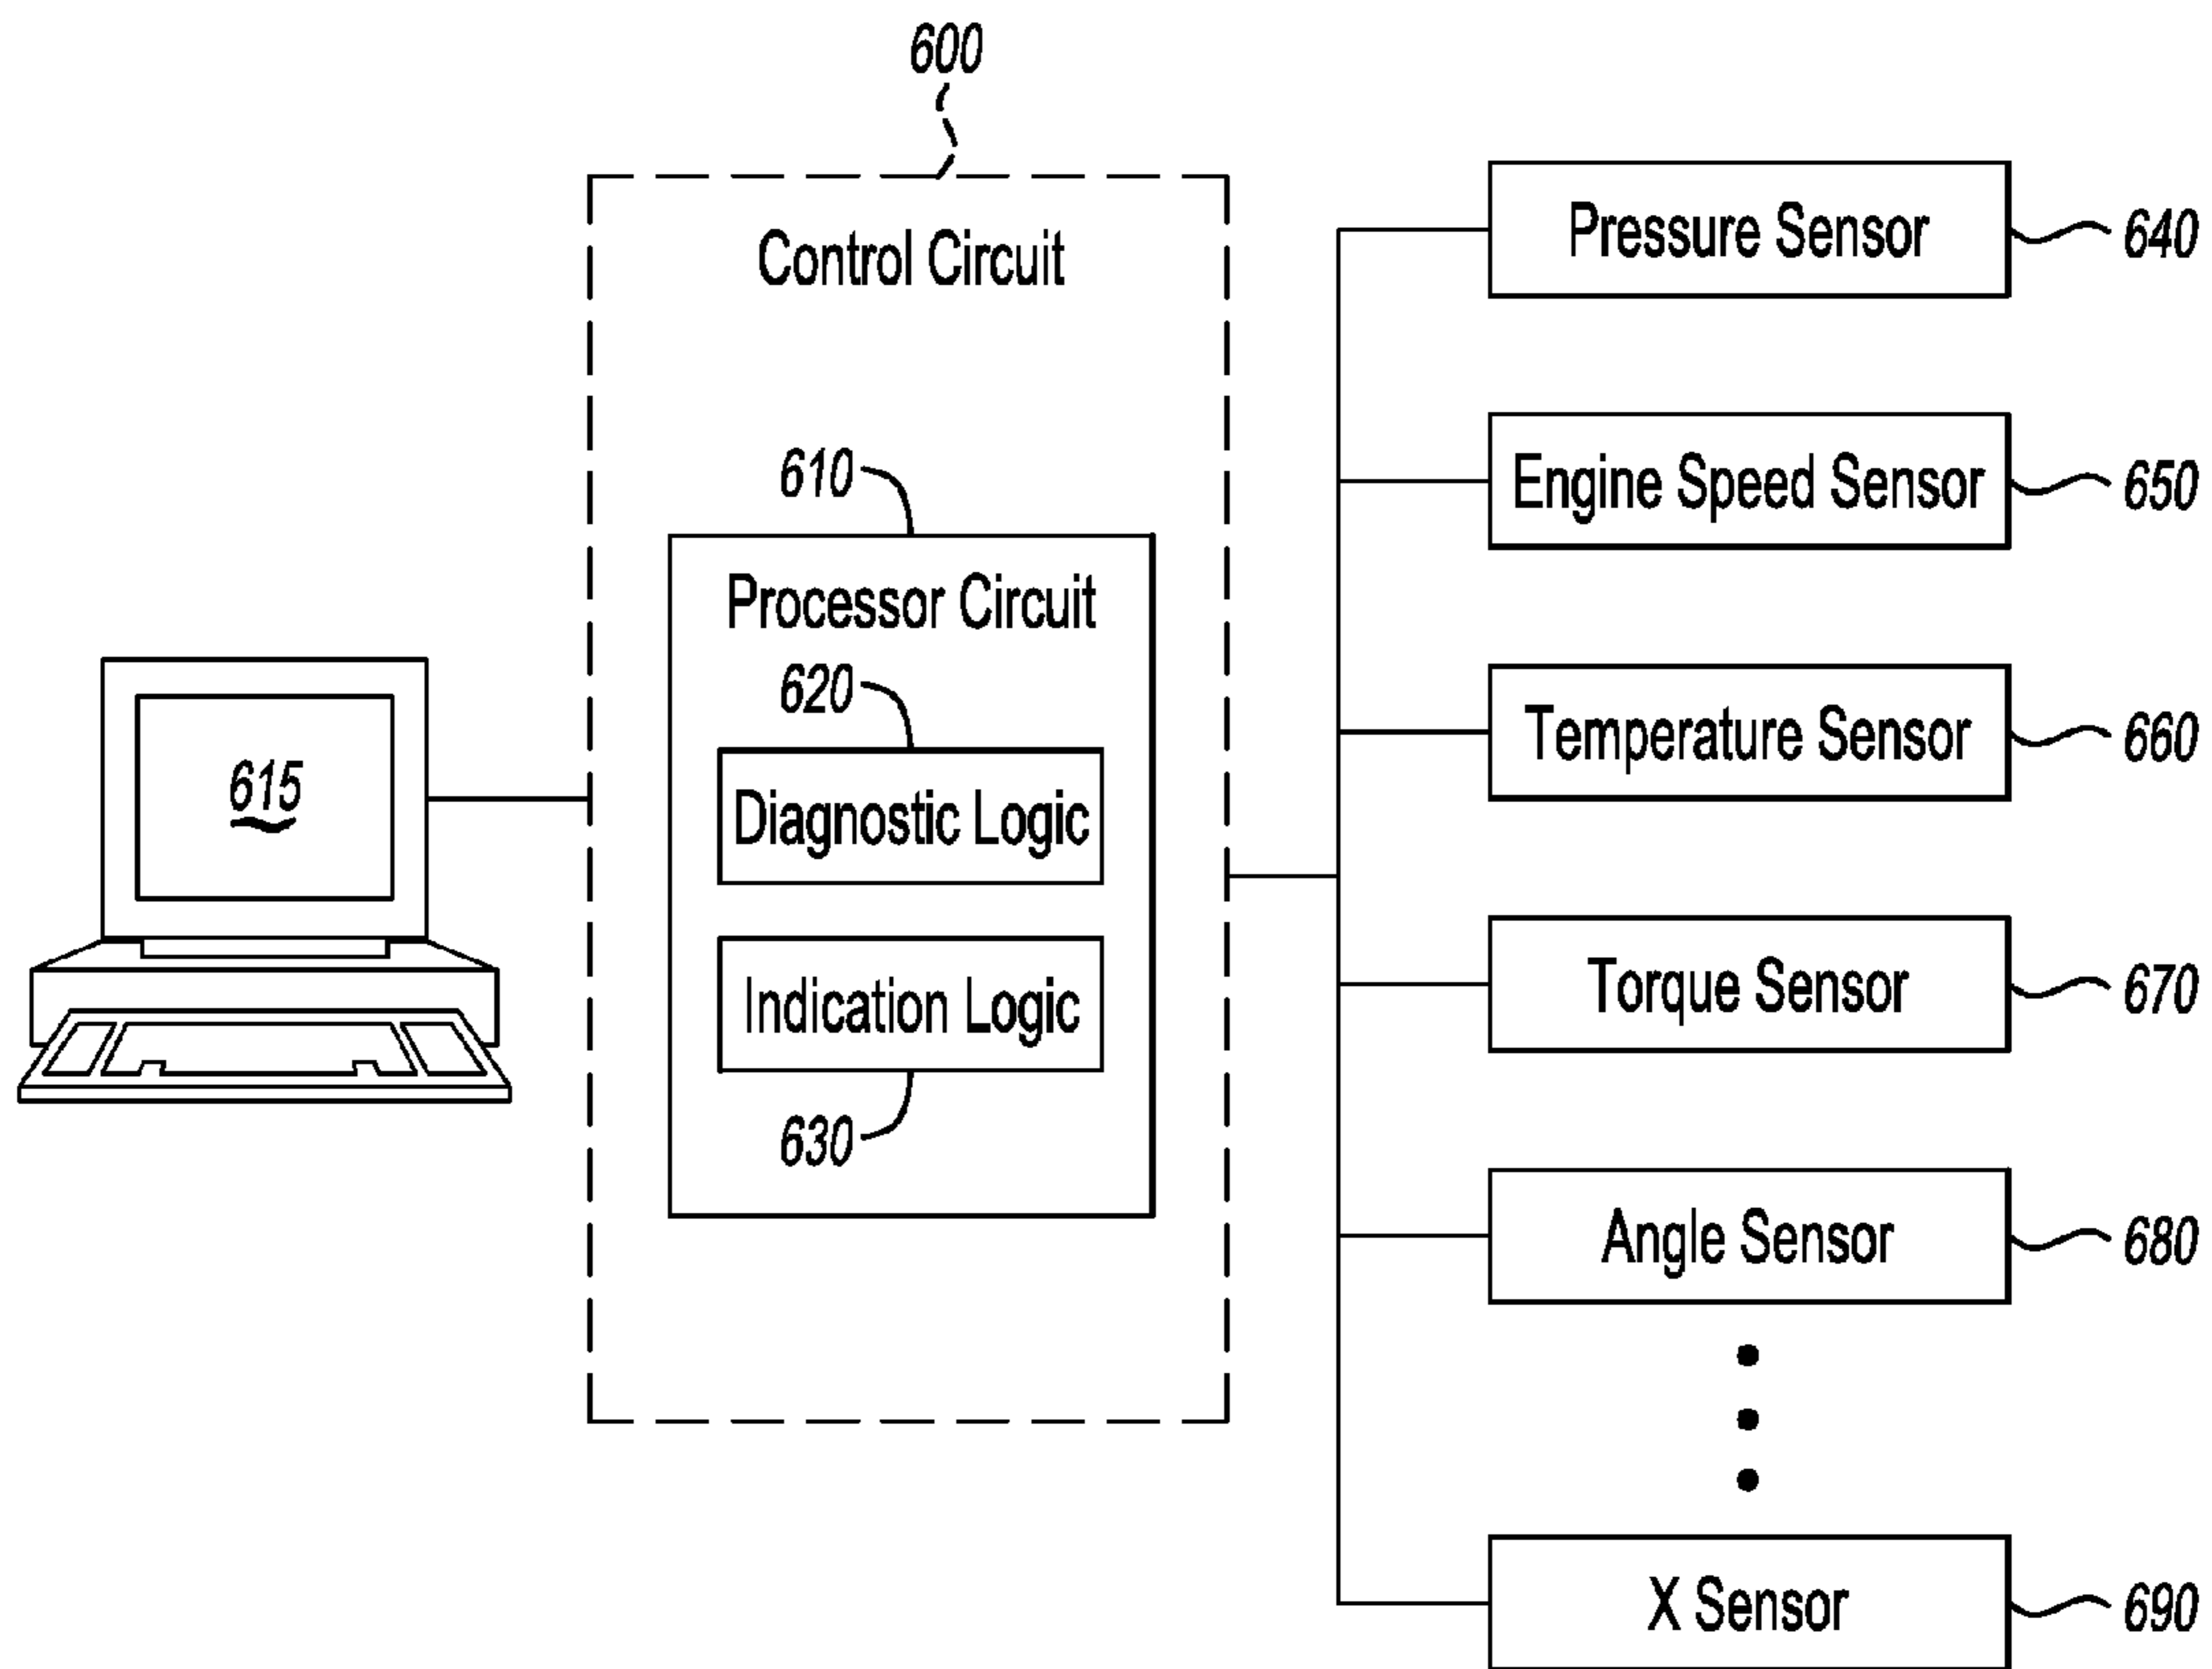 600
Control Circuit
610
Processor Circuit
620
Diagnostic Logic
Indication Logic
630
615
Pressure Sensor
640
Engine Speed Sensor
650
Temperature Sensor
660
Torque Sensor
670
Angle Sensor
680
X Sensor
690